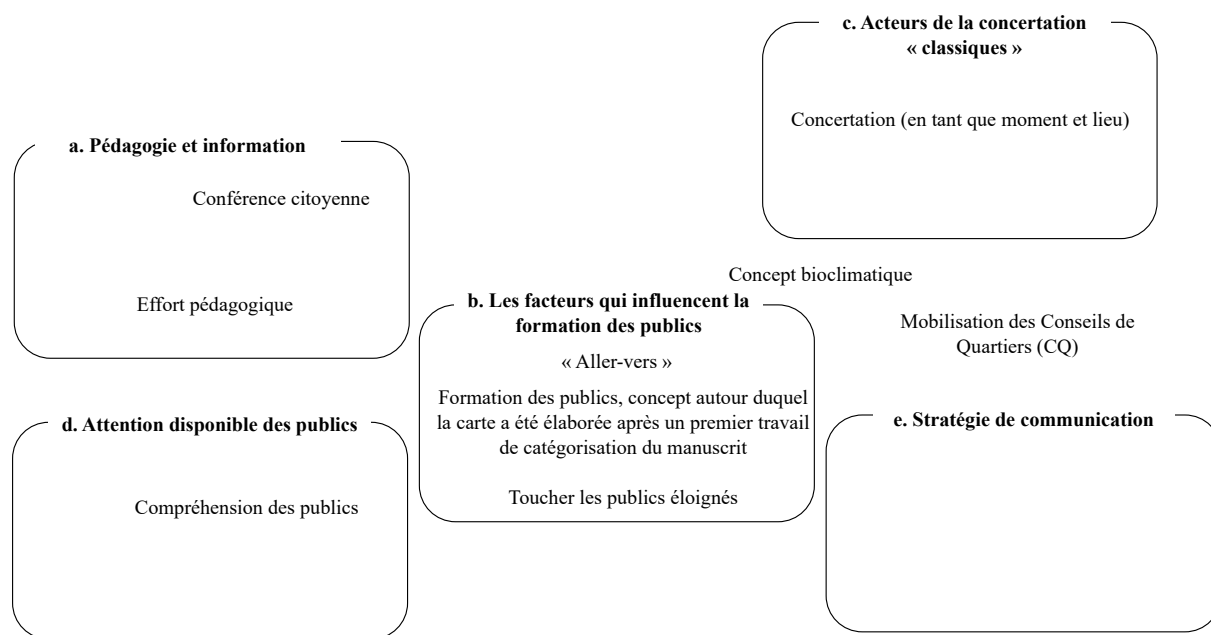 c. Acteurs de la concertation
« classiques »
Concertation (en tant que moment et lieu)
a. Pédagogie et information
Conférence citoyenne
Effort pédagogique
Concept bioclimatique
b. Les facteurs qui influencent la
formation des publics
« Aller-vers »
Formation des publics, concept autour duquel
la carte a été élaborée après un premier travail
de catégorisation du manuscrit
Toucher les publics éloignés
Mobilisation des Conseils de
Quartiers (CQ)
d. Attention disponible des publics
Compréhension des publics
e. Stratégie de communication